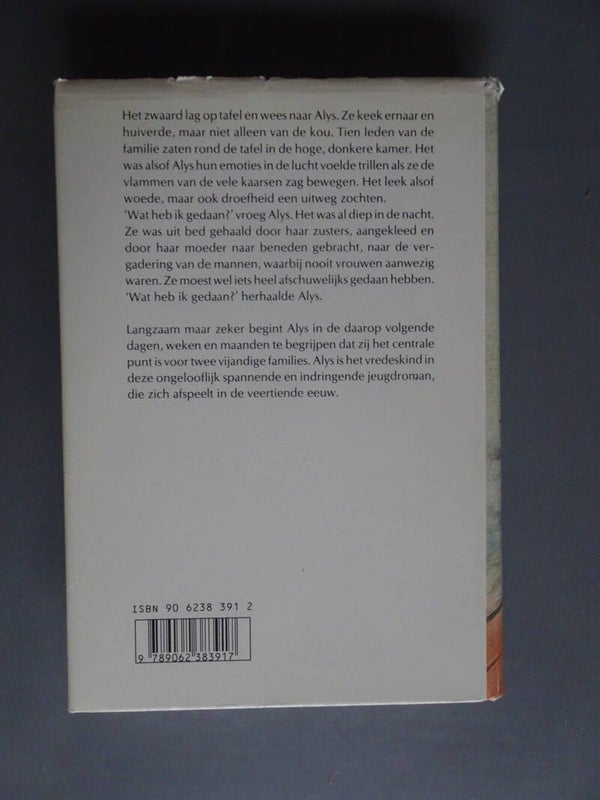 Het zwaard lag op tafel en wees naar Alys. Ze keek ernaar en
huiverde, maar niet alleen van de kou. Tien leden van de
familie zaten rond de tafel in de hoge, donkere kamer. Het
was alsof Alys hun emoties in de lucht voelde trillen als ze de
vlammen van de vele kaarsen zag bewegen. Het leek alsof
woede, maar ook droefheid een uitweg zochten.
'Wat heb ik gedaan?' vroeg Alys. Het was al diep in de nacht.
Ze was uit bed gehaald door haar zusters, aangekleed en
door haar moeder naar beneden gebracht, naar de ver-
gadering van de mannen, waarbij nooit vrouwen aanwezig
waren. Ze moest wel iets heel afschuwelijks gedaan hebben.
'Wat heb ik gedaan?' herhaalde Alys.
Langzaam maar zeker begint Alys in de daarop volgende
dagen, weken en maanden te begrijpen dat zij het centrale
punt is voor twee vijandige families. Alys is het vredeskind in
deze ongelooflijk spannende en indringende jeugdroman,
die zich afspeelt in de veertiende eeuw.
ISBN 90 6238 391 2
9 789062 383917